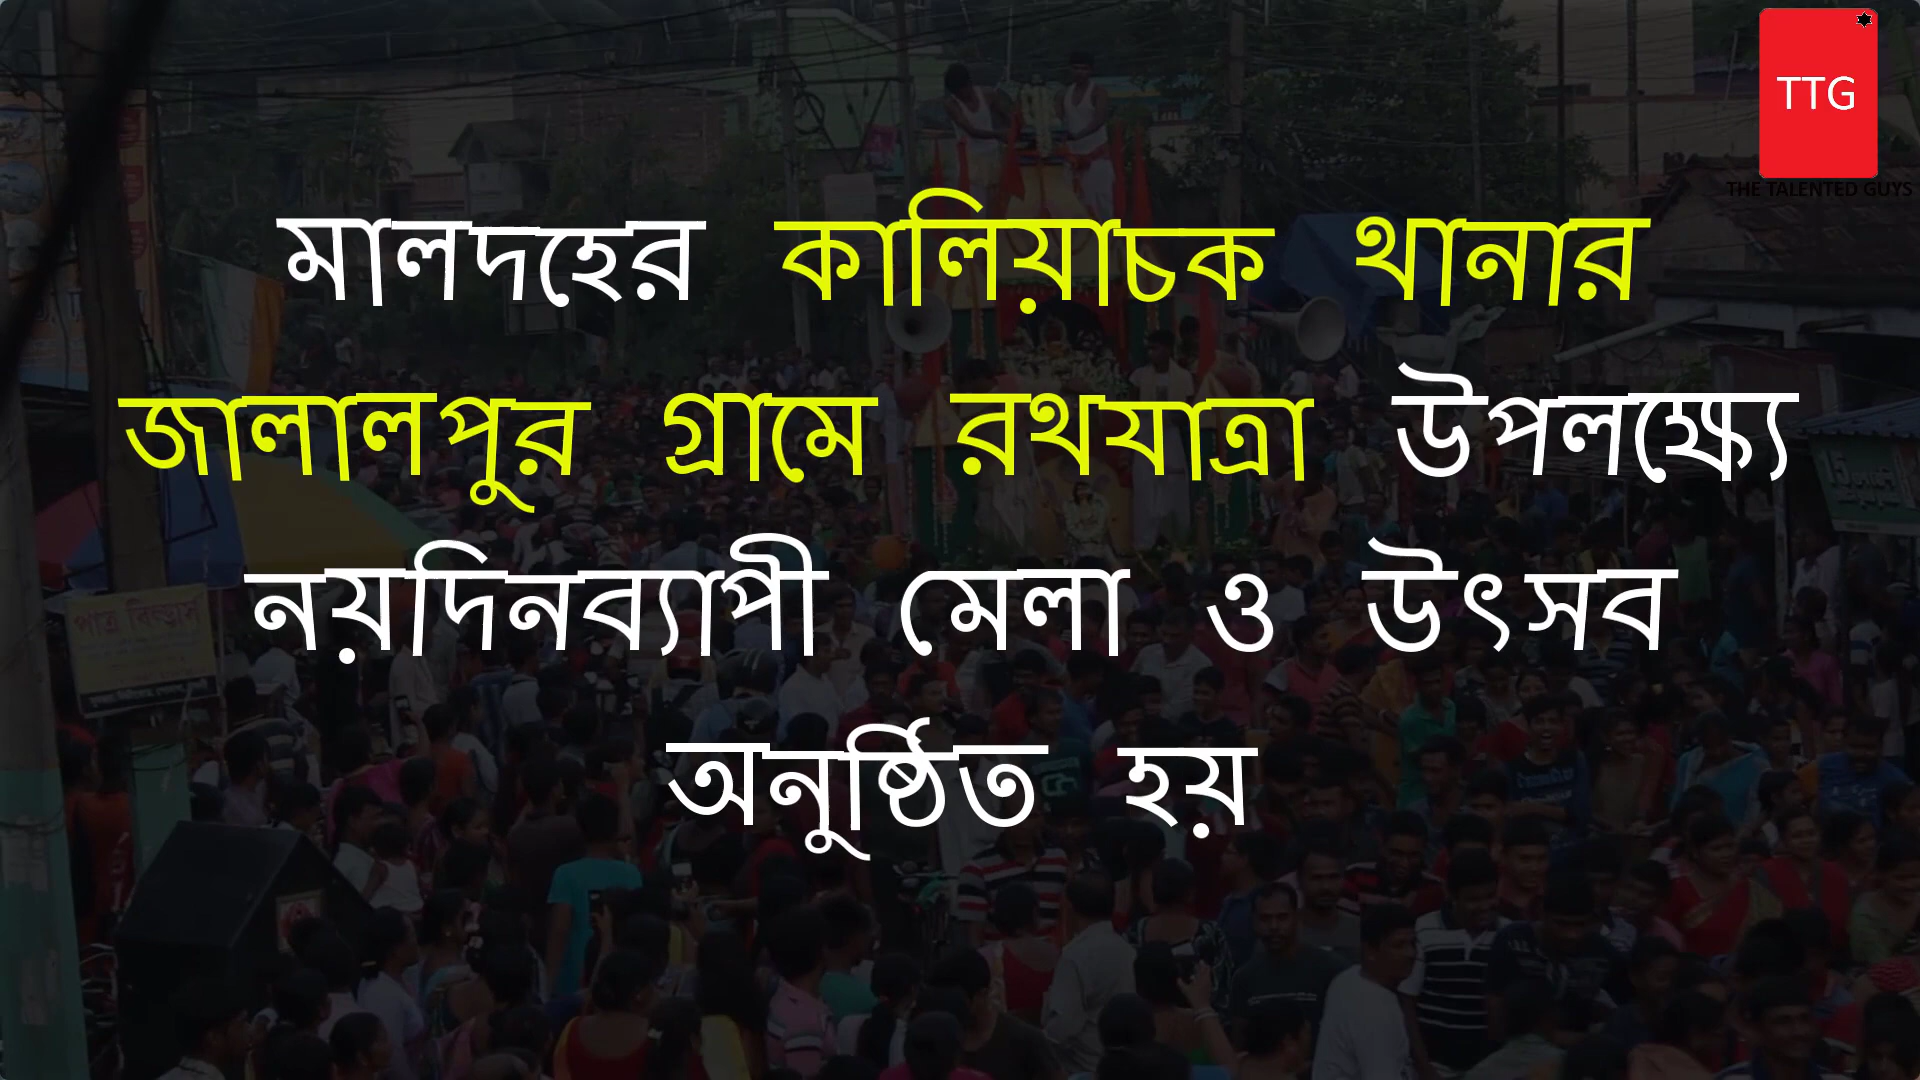 TTG
THE TALENTED GUYS
মালদহের কালিয়াচক থানার
জালালপুর গ্রামে রথযাত্রা উপলক্ষ্যে
নয়দিনব্যাপী মেলা ও উৎসব
অনুষ্ঠিত হয়